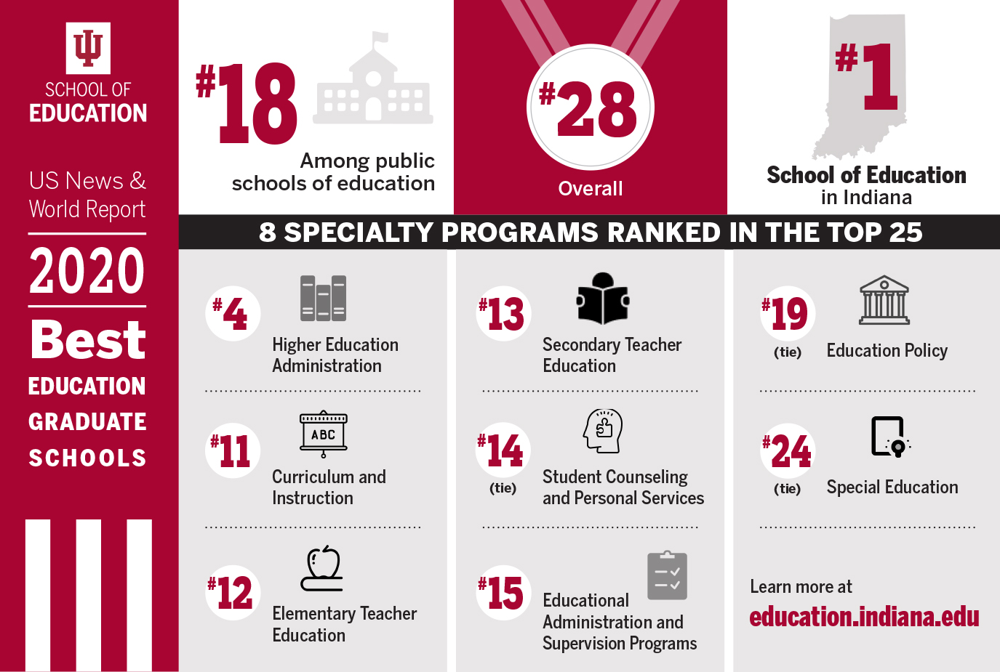 SCHOOL OF
EDUCATION
US News &
World Report
2020
Best
EDUCATION
GRADUATE
SCHOOLS
#18
Among public
schools of education
#28
Overall
#1
School of Education
in Indiana
8 SPECIALTY PROGRAMS RANKED IN THE TOP 25
#4
Higher Education
Administration
#11
ABC
Curriculum and
Instruction
#12
Elementary Teacher
Education
#13
Secondary Teacher
Education
#14
(tie)
Student Counseling
and Personal Services
#15
Educational
Administration and
Supervision Programs
#19
(tie)
Education Policy
#24
(tie)
Special Education
Learn more at
education.indiana.edu